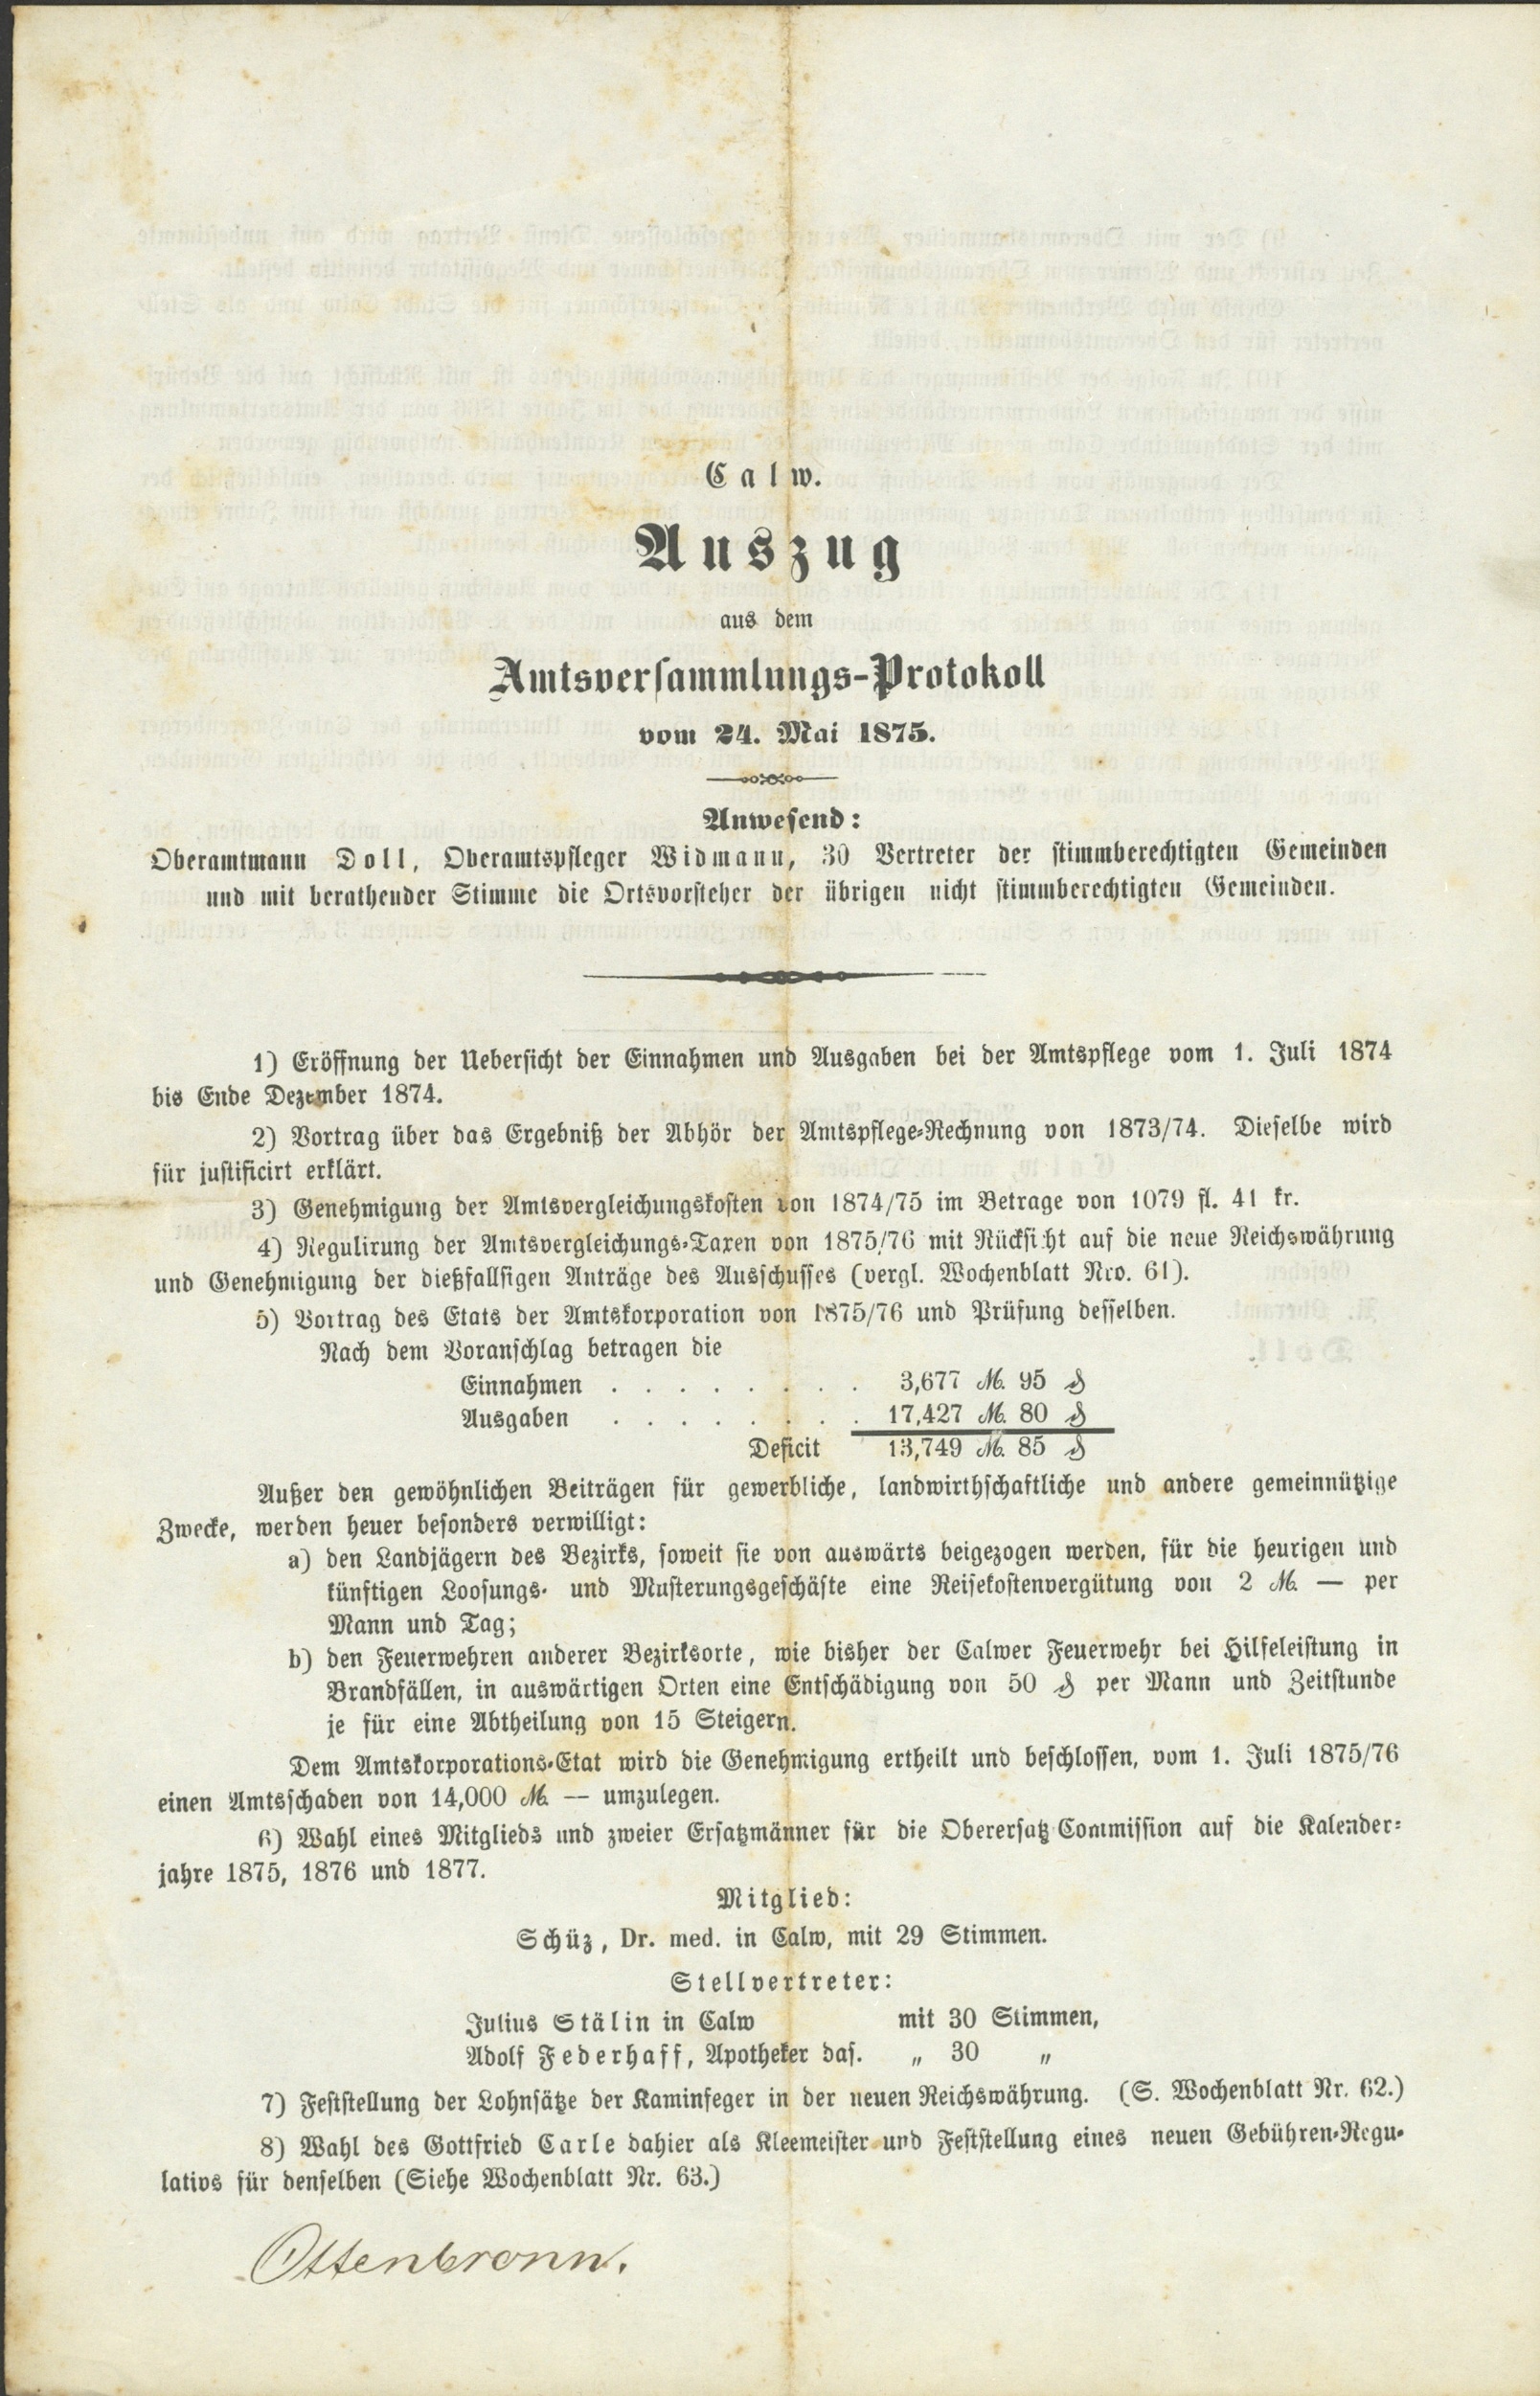 Calw.
Auszug
aus dem
Amtsversammlungs-Protokoll
vom 24. Mai 1875.
Anwesend:
Oberamtmann Doll, Oberamtspfleger Widmann, 30 Vertreter der stimmberechtigten Gemeinden
und mit berathender Stimme die Ortsvorsteher der übrigen nicht stimmberechtigten Gemeinden.
1) Eröffnung der Uebersicht der Einnahmen und Ausgaben bei der Amtspflege vom 1. Juli 1874
bis Ende Dezember 1874.
2) Vortrag über das Ergebniß der Abhör der Amtspflege-Rechnung von 1873/74. Dieselbe wird
für justificirt erklärt.
3) Genehmigung der Amtsvergleichungskosten von 1874/75 im Betrage von 1079 fl. 41 kr.
4) Regulirung der Amtsvergleichungs-Taxen von 1875/76 mit Rücksicht auf die neue Reichswährung
und Genehmigung der dießfallsigen Anträge des Ausschusses (vergl. Wochenblatt Nro. 61).
5) Vortrag des Etats der Amtskorporation von 1875/76 und Prüfung desselben.
Nach dem Voranschlag betragen die
Einnahmen . . . . . . . . 3,677 ℳ. 95 ₰
Ausgaben . . . . . . . . 17,427 ℳ. 80 ₰
Deficit 13,749 ℳ. 85 ₰
Außer den gewöhnlichen Beiträgen für gewerbliche, landwirthschaftliche und andere gemeinnützige
Zwecke, werden heuer besonders verwilligt:
a) den Landjägern des Bezirks, soweit sie von auswärts beigezogen werden, für die heurigen und
künftigen Loosungs- und Musterungsgeschäfte eine Reisekostenvergütung von 2 ℳ. — per
Mann und Tag;
b) den Feuerwehren anderer Bezirksorte, wie bisher der Calwer Feuerwehr bei Hilfeleistung in
Brandfällen, in auswärtigen Orten eine Entschädigung von 50 ₰ per Mann und Zeitstunde
je für eine Abtheilung von 15 Steigern.
Dem Amtskorporations-Etat wird die Genehmigung ertheilt und beschlossen, vom 1. Juli 1875/76
einen Amtsschaden von 14,000 ℳ. — umzulegen.
6) Wahl eines Mitglieds und zweier Ersatzmänner für die Oberersatz Commission auf die Kalender-
jahre 1875, 1876 und 1877.
Mitglied:
Schüz, Dr. med. in Calw, mit 29 Stimmen.
Stellvertreter:
Julius Stälin in Calw mit 30 Stimmen,
Adolf Federhaff, Apotheker das. „ 30 „
7) Feststellung der Lohnsätze der Kaminfeger in der neuen Reichswährung. (S. Wochenblatt Nr. 62.)
8) Wahl des Gottfried Carle dahier als Kleemeister und Feststellung eines neuen Gebühren-Regu-
lativs für denselben (Siehe Wochenblatt Nr. 63.)
Ottenbronn.